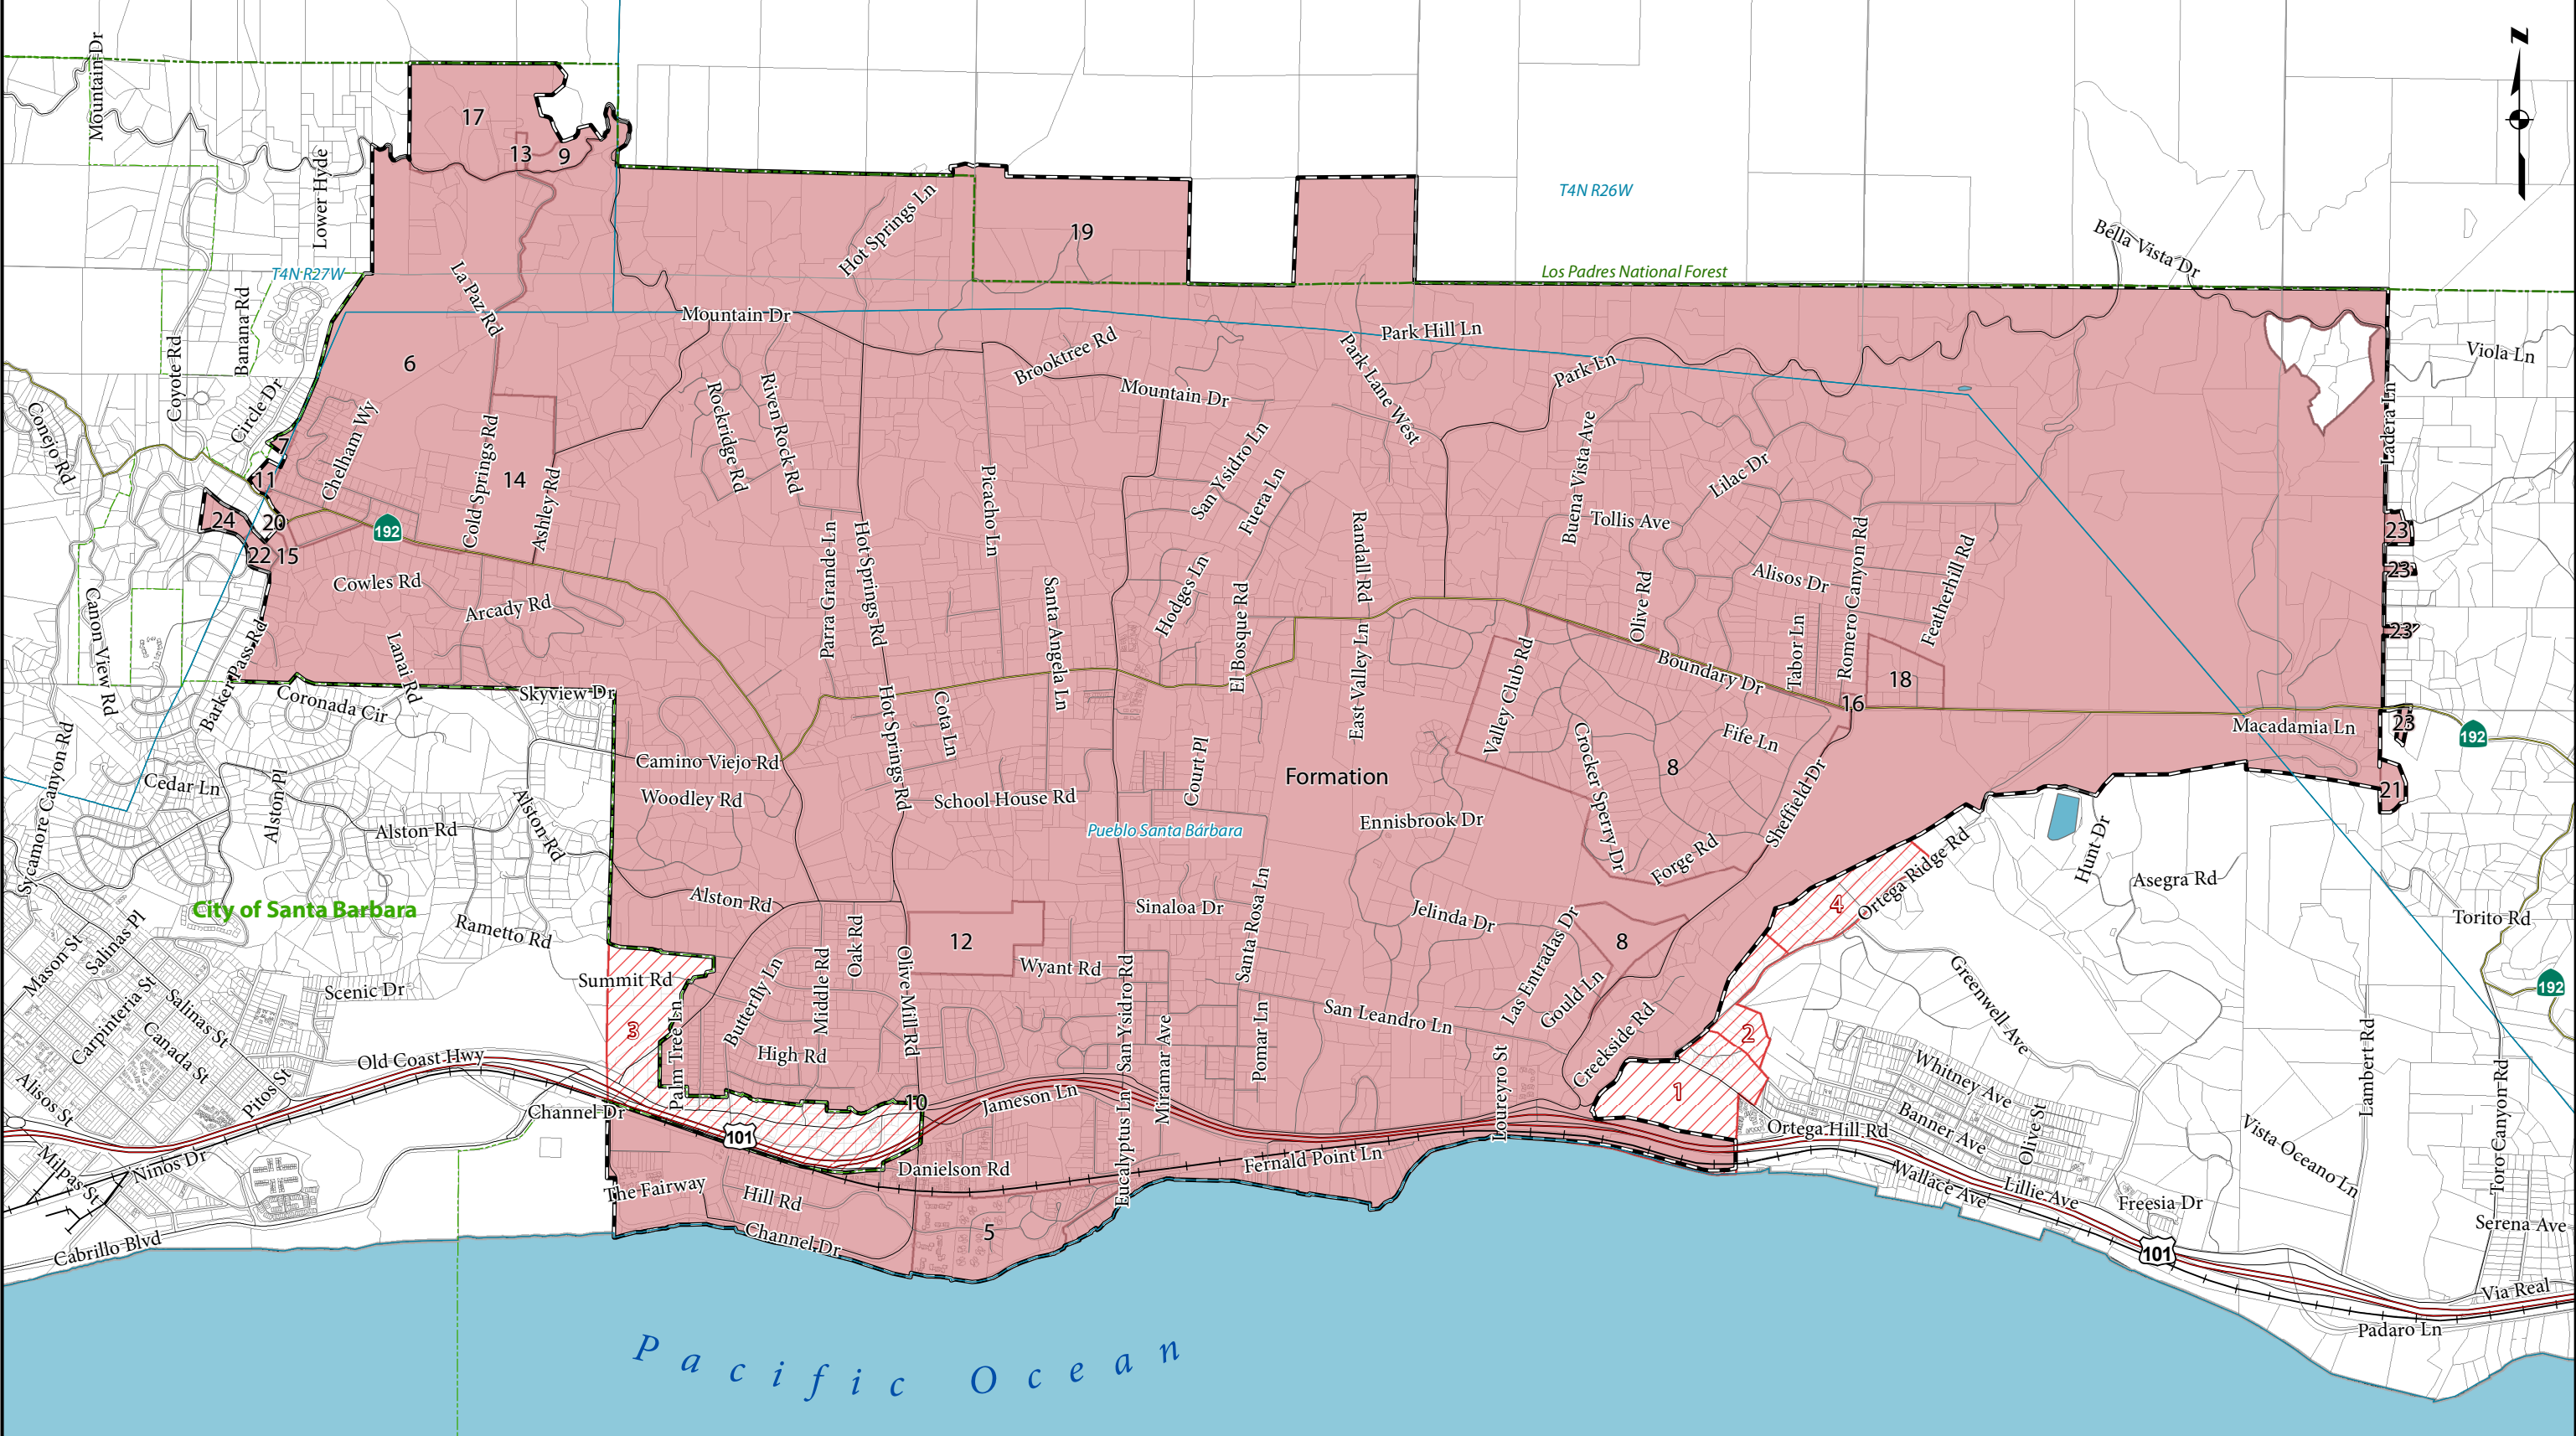 Mountain Dr
17
13
9
Lower Hyde
T4N R27W
Hot Springs Ln
19
T4N R26W
Los Padres National Forest
Bella Vista Dr
N
Coyote Rd
Banana Rd
Circle Dr
La Paz Rd
6
Mountain Dr
Brooktree Rd
Mountain Dr
Park Hill Ln
Park Lane West
Park Ln
Viola Ln
Ladera Ln
Conejo Rd
7
11
24
20
22
15
Chelham Wy
192
Cold Springs Rd
14
Ashley Rd
Rockridge Rd
Riven Rock Rd
Picacho Ln
San Ysidro Ln
Fuera Ln
Buena Vista Ave
Lilac Dr
Tollis Ave
23
23
23
23
21
Cowles Rd
Arcady Rd
Lanai Rd
Parra Grande Ln
Hot Springs Rd
Santa Angela Ln
Hodges Ln
El Bosque Rd
Randall Rd
East Valley Ln
Olive Rd
Alisos Dr
Tabor Ln
Romero Canyon Rd
Featherhill Rd
18
16
Boundary Dr
Valley Club Rd
Canon View Rd
Barker Pass Rd
Coronada Cir
Skyview Dr
Hot Springs Rd
Cota Ln
Macadamia Ln
192
Sycamore Canyon Rd
Cedar Ln
Alston Pl
Alston Rd
Alston Rd
Camino Viejo Rd
Woodley Rd
School House Rd
Court Pl
Formation
Pueblo Santa Bárbara
Ennisbrook Dr
Crocker Sperry Dr
Fife Ln
8
Forge Rd
Sheffield Dr
Hunt Dr
Asegra Rd
Torito Rd
City of Santa Barbara
Rametto Rd
Alston Rd
12
Sinaloa Dr
Santa Rosa Ln
Jelinda Dr
Las Entradas Dr
8
Gould Ln
4
Ortega Ridge Rd
Mason St
Salinas Pl
Carpinteria St
Salinas St
Canada St
Scenic Dr
Summit Rd
3
Palm Tree Ln
Butterfly Ln
Middle Rd
Oak Rd
Olive Mill Rd
High Rd
Wyant Rd
San Ysidro Rd
Miramar Ave
Pomar Ln
San Leandro Ln
Creekside Rd
2
1
Greenwell Ave
192
Alisos St
Pitos St
Old Coast Hwy
Channel Dr
101
10
Jameson Ln
Loureyro St
Ortega Hill Rd
Whitney Ave
Banner Ave
Olive St
Lambert Rd
Toro Canyon Rd
Vista Oceano Ln
Milpas St
Ninos Dr
Cabrillo Blvd
The Fairway
Hill Rd
Channel Dr
Danielson Rd
5
Eucalyptus Ln
Fernald Point Ln
Wallace Ave
Lillie Ave
Freesia Dr
101
Serena Ave
Via Real
Padaro Ln
Pacific Ocean